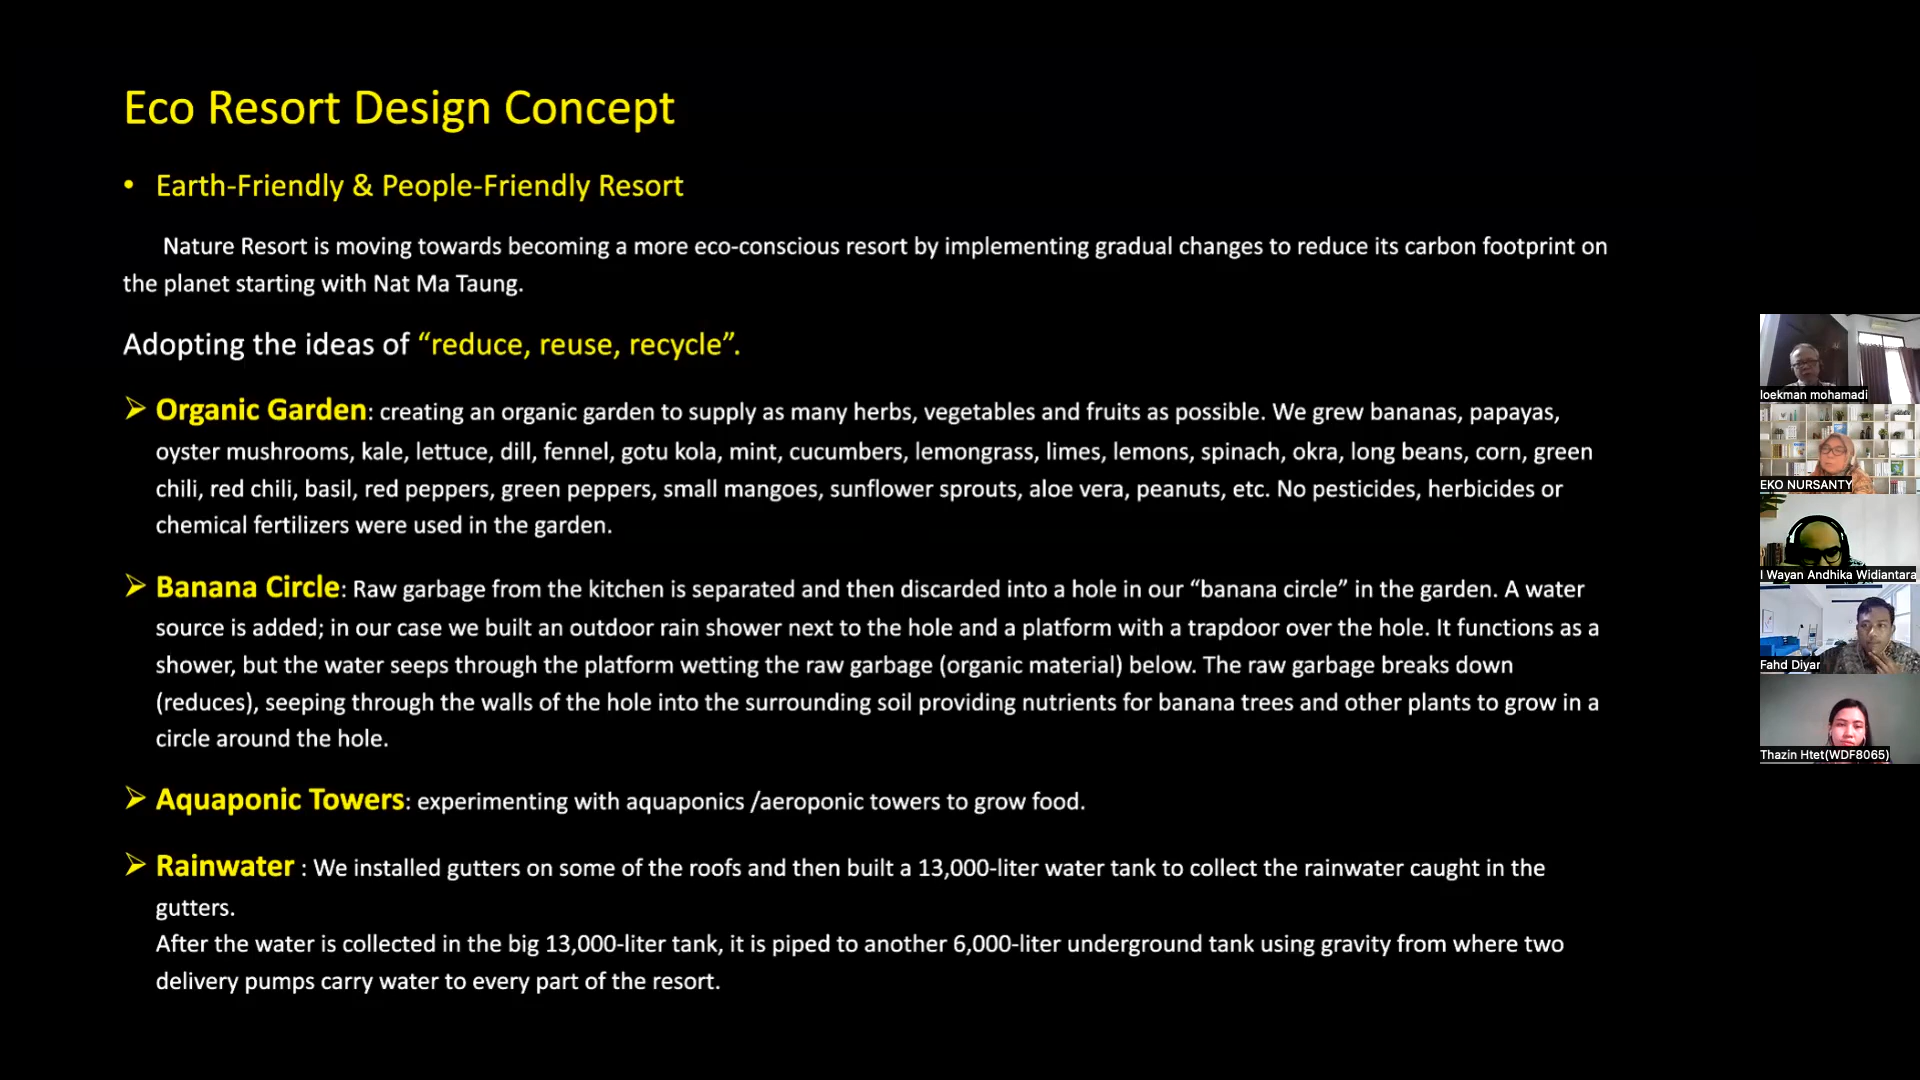 Eco Resort Design Concept
• Earth-Friendly & People-Friendly Resort
Nature Resort is moving towards becoming a more eco-conscious resort by implementing gradual changes to reduce its carbon footprint on
the planet starting with Nat Ma Taung.
Adopting the ideas of “reduce, reuse, recycle”.
➢ Organic Garden: creating an organic garden to supply as many herbs, vegetables and fruits as possible. We grew bananas, papayas,
oyster mushrooms, kale, lettuce, dill, fennel, gotu kola, mint, cucumbers, lemongrass, limes, lemons, spinach, okra, long beans, corn, green
chili, red chili, basil, red peppers, green peppers, small mangoes, sunflower sprouts, aloe vera, peanuts, etc. No pesticides, herbicides or
chemical fertilizers were used in the garden.
➢ Banana Circle: Raw garbage from the kitchen is separated and then discarded into a hole in our “banana circle” in the garden. A water
source is added; in our case we built an outdoor rain shower next to the hole and a platform with a trapdoor over the hole. It functions as a
shower, but the water seeps through the platform wetting the raw garbage (organic material) below. The raw garbage breaks down
(reduces), seeping through the walls of the hole into the surrounding soil providing nutrients for banana trees and other plants to grow in a
circle around the hole.
➢ Aquaponic Towers: experimenting with aquaponics /aeroponic towers to grow food.
➢ Rainwater : We installed gutters on some of the roofs and then built a 13,000-liter water tank to collect the rainwater caught in the
gutters.
After the water is collected in the big 13,000-liter tank, it is piped to another 6,000-liter underground tank using gravity from where two
delivery pumps carry water to every part of the resort.
loekman mohamadi
EKO NURSANTY
I Wayan Andhika Widiantara
Fahd Diyar
Thazin Htet(WDF8065)